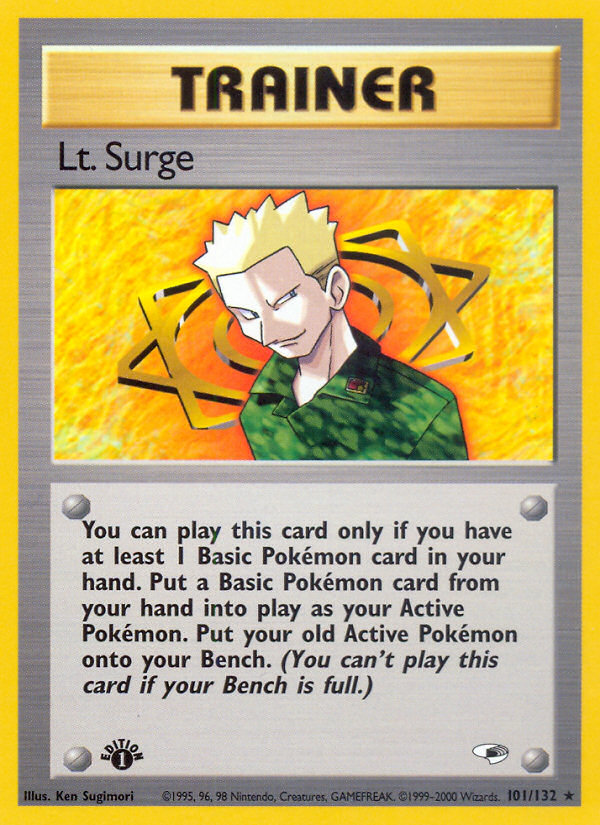 TRAINER
Lt. Surge
You can play this card only if you have
at least 1 Basic Pokémon card in your
hand. Put a Basic Pokémon card from
your hand into play as your Active
Pokémon. Put your old Active Pokémon
onto your Bench. (You can't play this
card if your Bench is full.)
EDITION
1
Illus. Ken Sugimori ©1995, 96, 98 Nintendo, Creatures, GAMEFREAK. ©1999–2000 Wizards. 101/132 ★